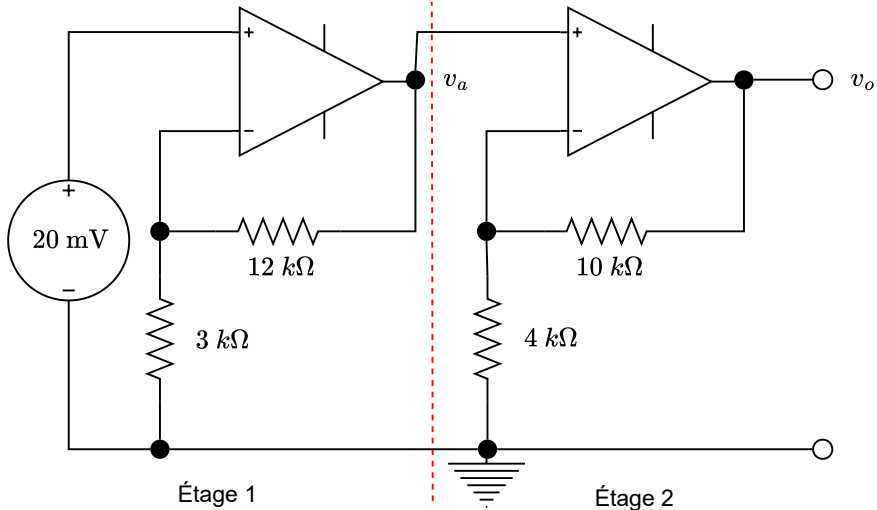 +
+
−
−
v_a
v_o
+
20 mV
−
12 kΩ
10 kΩ
3 kΩ
4 kΩ
Étage 1
Étage 2